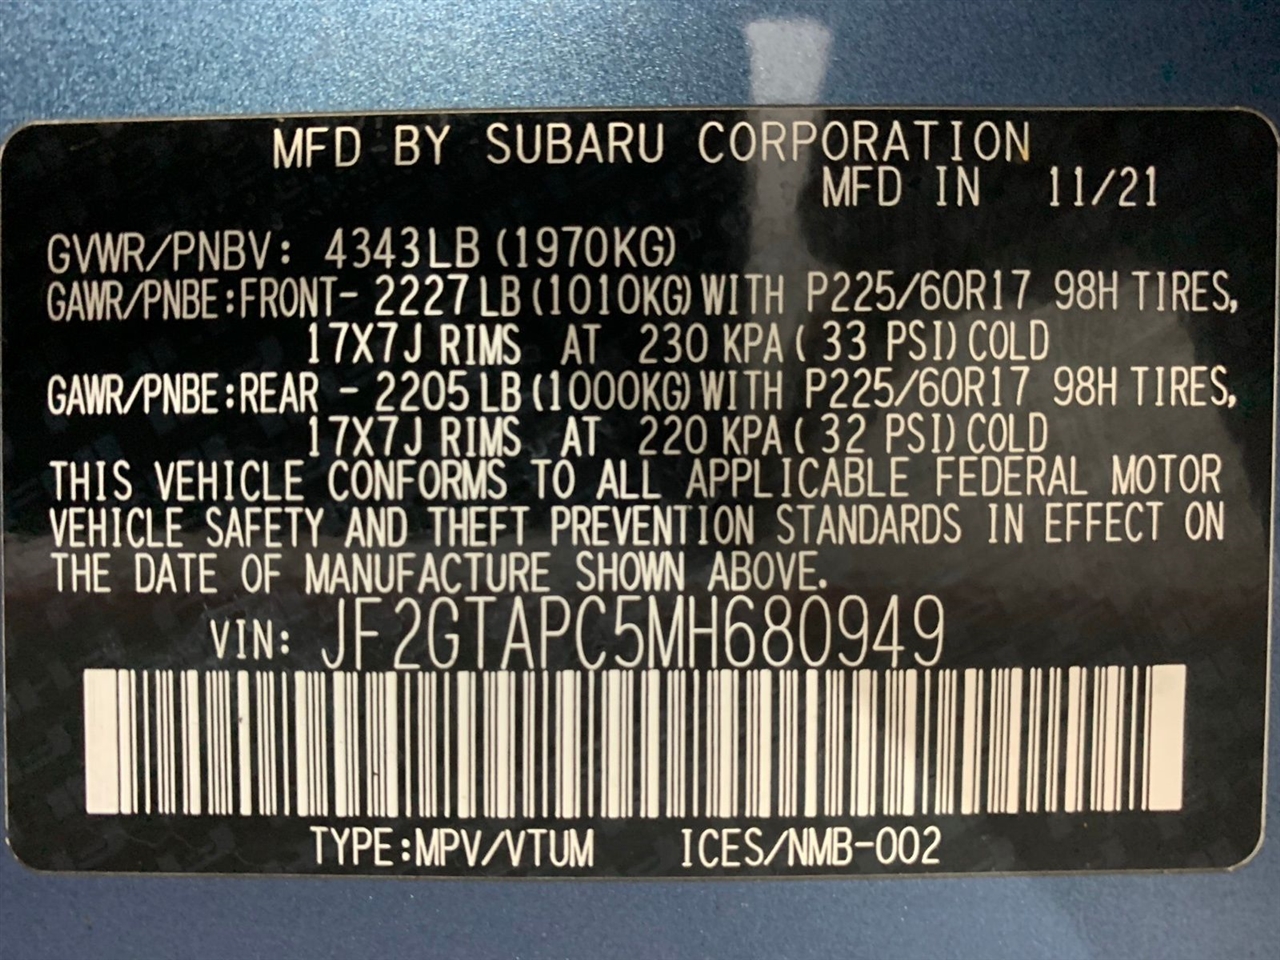 MFD BY SUBARU CORPORATION
MFD IN 11/21
GVWR/PNBV: 4343LB (1970KG)
GAWR/PNBE:FRONT- 2227LB(1010KG)WITH P225/60R17 98H TIRES,
17X7J RIMS AT 230 KPA( 33 PSI)COLD
GAWR/PNBE:REAR - 2205LB(1000KG)WITH P225/60R17 98H TIRES,
17X7J RIMS AT 220 KPA( 32 PSI)COLD
THIS VEHICLE CONFORMS TO ALL APPLICABLE FEDERAL MOTOR
VEHICLE SAFETY AND THEFT PREVENTION STANDARDS IN EFFECT ON
THE DATE OF MANUFACTURE SHOWN ABOVE.
VIN: JF2GTAPC5MH680949
TYPE:MPV/VTUM ICES/NMB-002